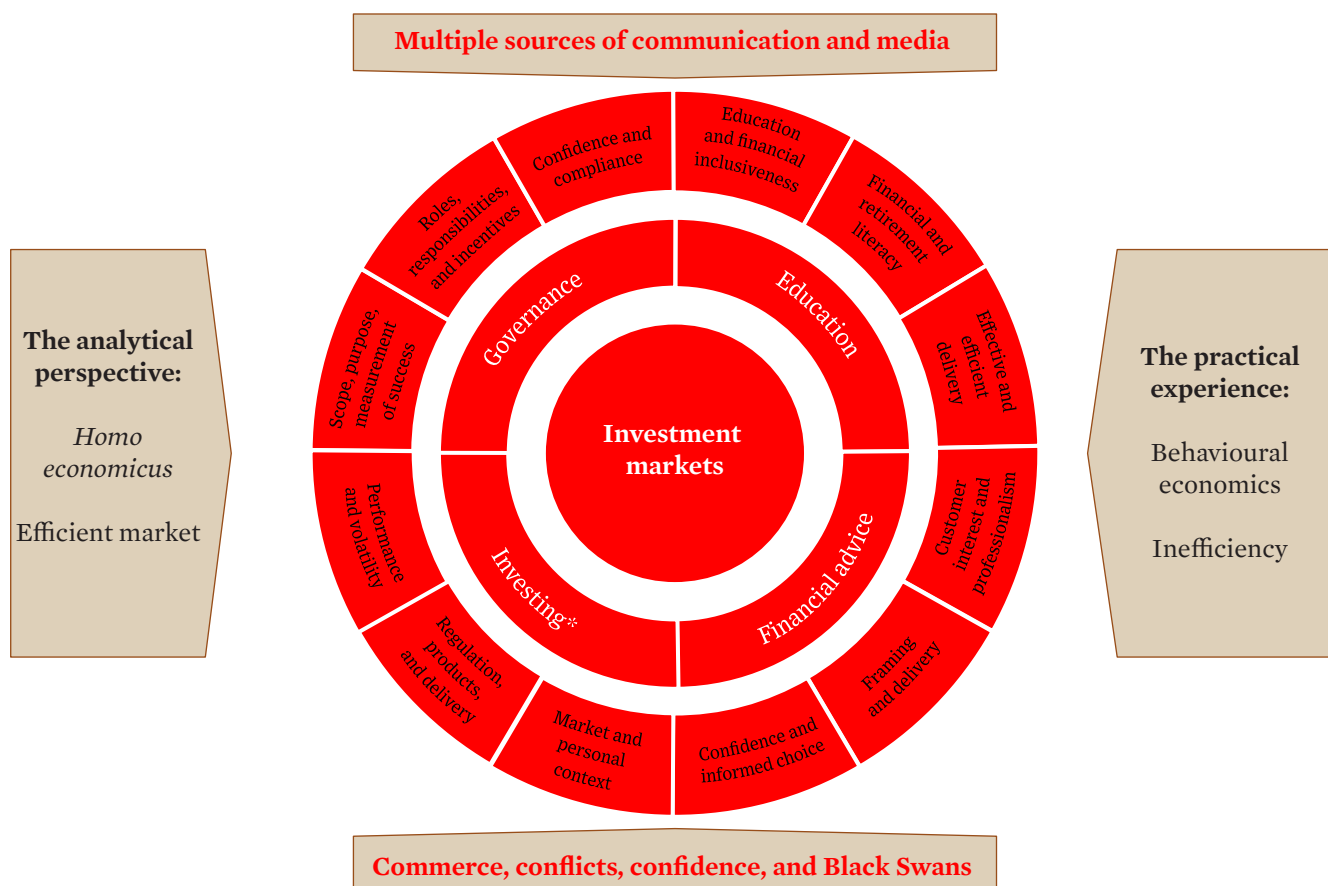 Multiple sources of communication and media
Confidence and
compliance
Education
and financial
inclusiveness
Roles,
responsibilities,
and incentives
Financial and
retirement
literacy
Scope, purpose,
measurement
of success
Effective and
efficient
delivery
Governance
Education
The analytical
perspective:
Homo
economicus
Efficient market
Investment
markets
The practical
experience:
Behavioural
economics
Inefficiency
Performance
and volatility
Customer
interest and
professionalism
Investing*
Financial advice
Regulation,
products,
and delivery
Framing
and delivery
Market and
personal
context
Confidence and
informed choice
Commerce, conflicts, confidence, and Black Swans